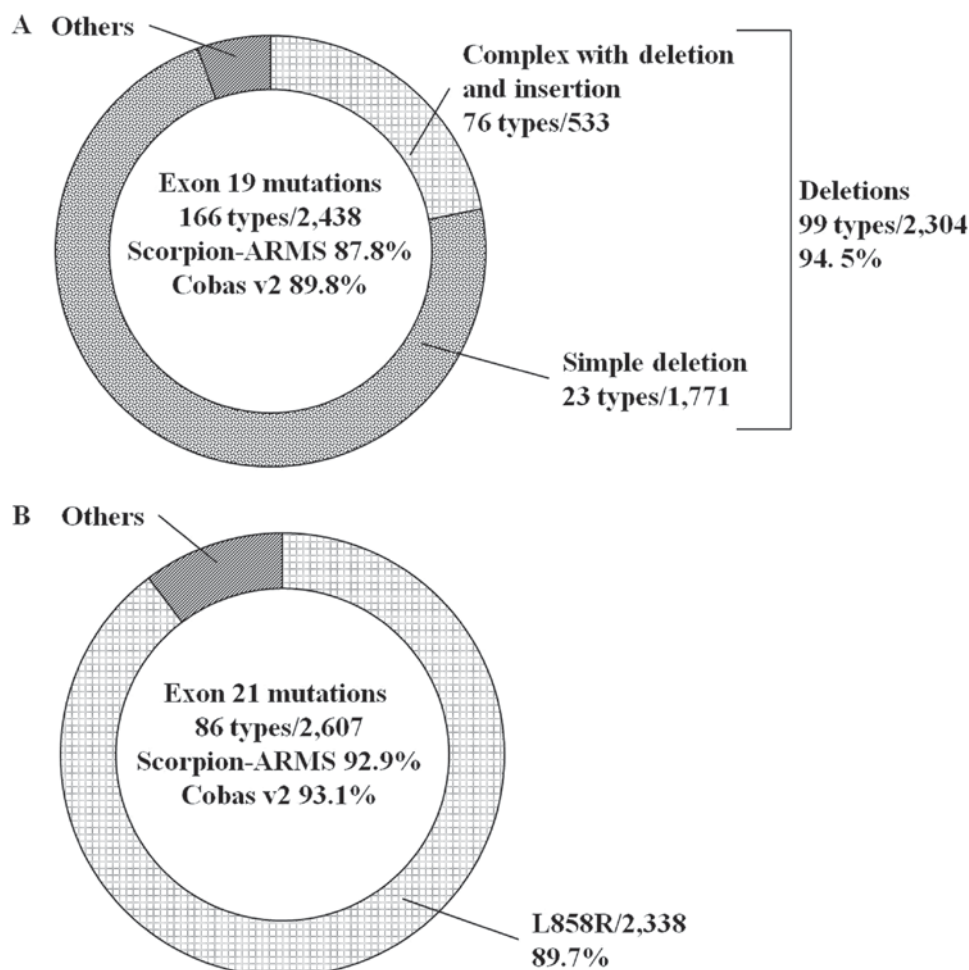 A Others
Complex with deletion
and insertion
76 types/533
Exon 19 mutations
166 types/2,438
Scorpion-ARMS 87.8%
Cobas v2 89.8%
Deletions
99 types/2,304
94. 5%
Simple deletion
23 types/1,771
B Others
Exon 21 mutations
86 types/2,607
Scorpion-ARMS 92.9%
Cobas v2 93.1%
L858R/2,338
89.7%